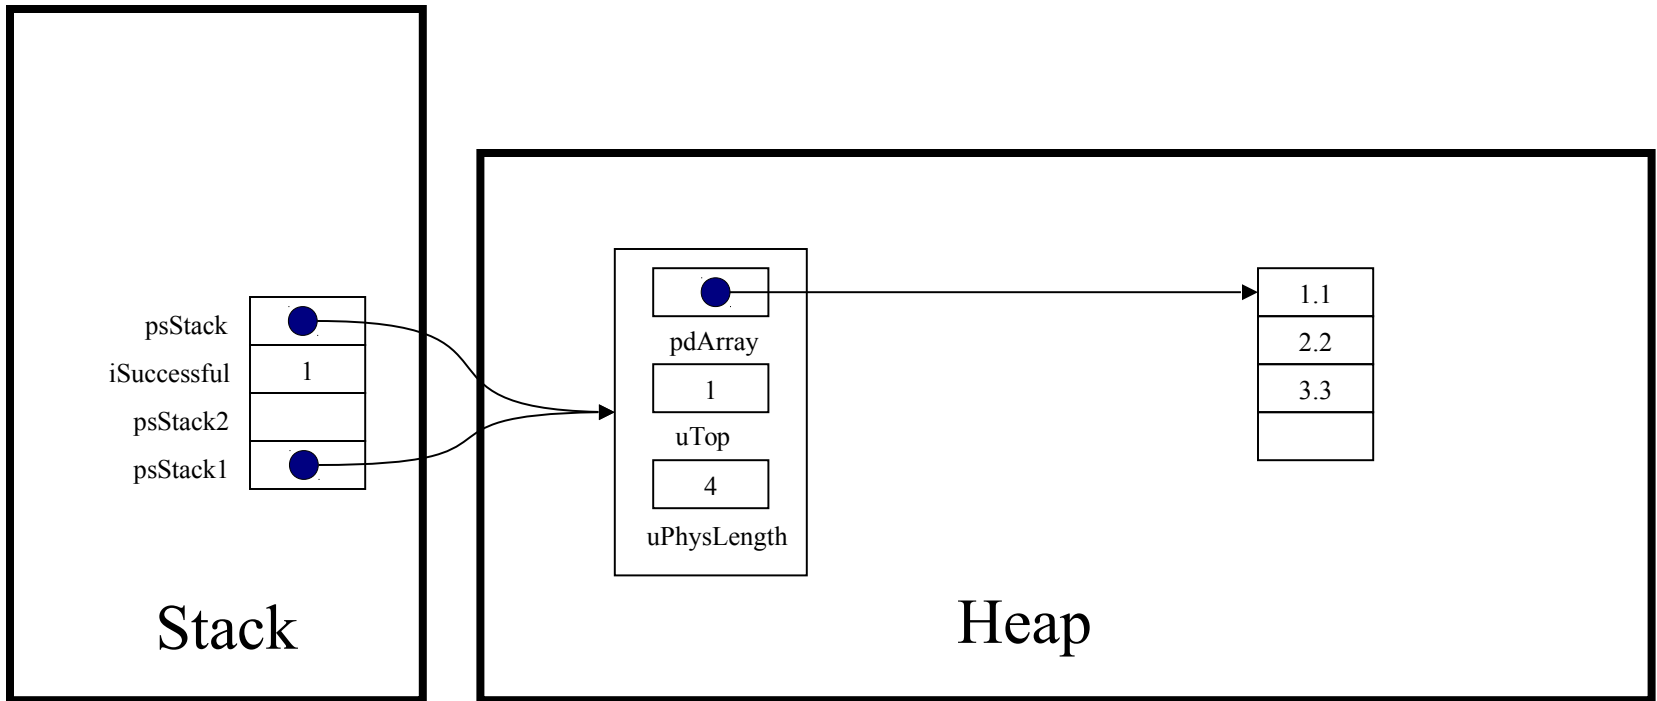 psStack
iSuccessful 1
psStack2
psStack1
Stack
pdArray
1
uTop
4
uPhysLength
1.1
2.2
3.3
Heap